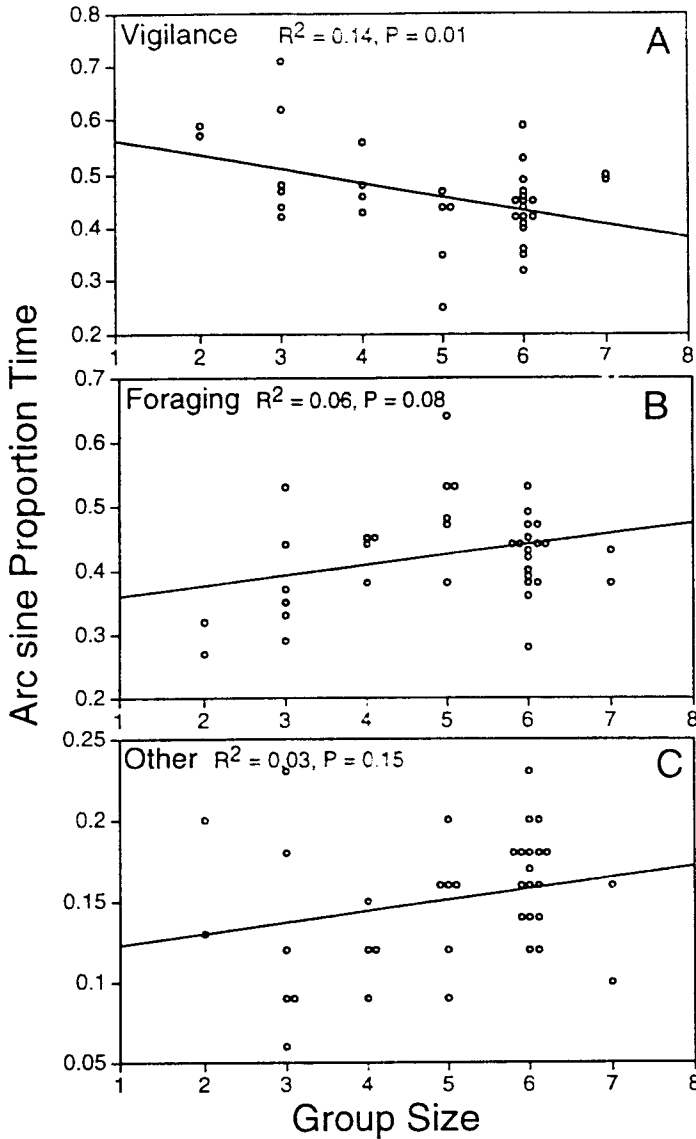 Arc sine Proportion Time
0.8
Vigilance R² = 0.14, P = 0.01 A
0.7
0.6
0.5
0.4
0.3
0.2
1 2 3 4 5 6 7 8
0.7
Foraging R² = 0.06, P = 0.08 B
0.6
0.5
0.4
0.3
0.2
1 2 3 4 5 6 7 8
0.25
Other R² = 0.03, P = 0.15 C
0.2
0.15
0.1
0.05
1 2 3 4 5 6 7 8
Group Size